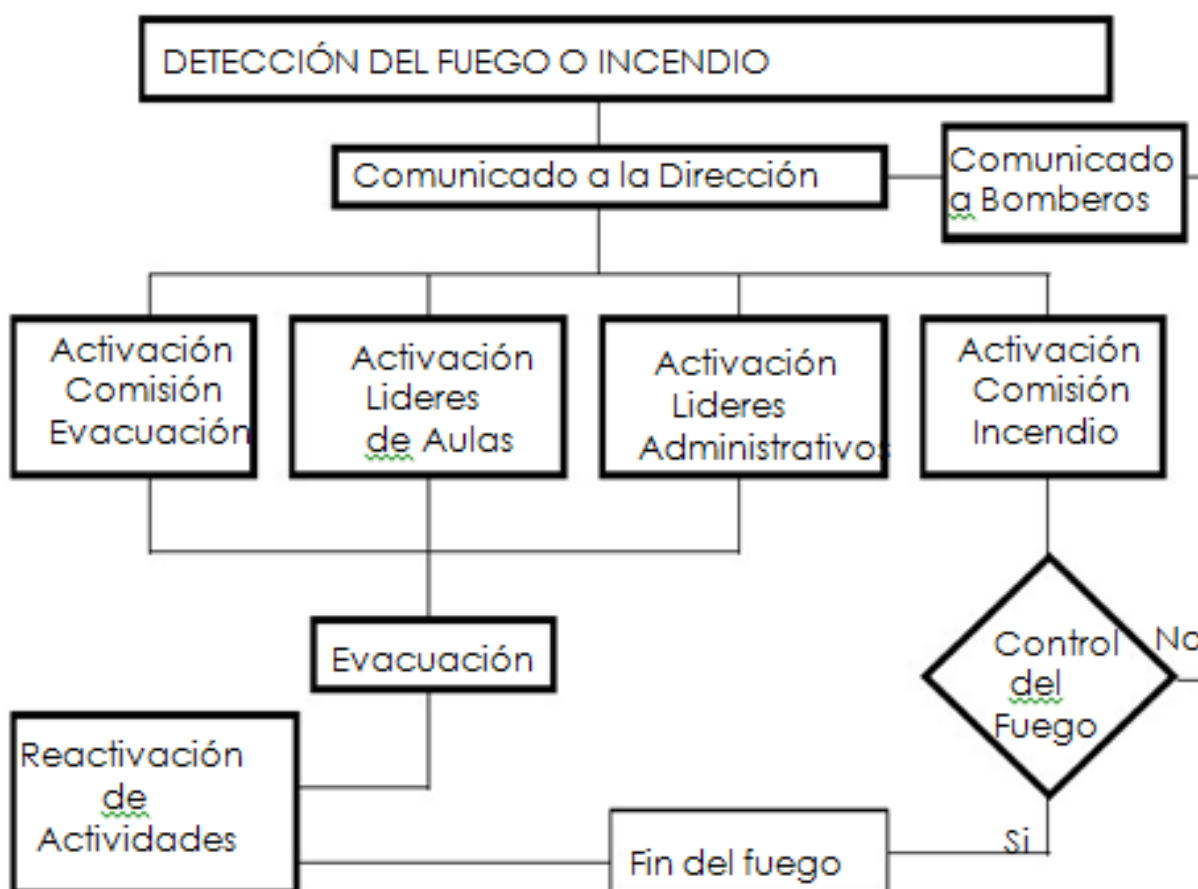 DETECCIÓN DEL FUEGO O INCENDIO
Comunicado a la Dirección
Comunicado
a Bomberos
Activación
Comisión
Evacuación
Activación
Lideres
de Aulas
Activación
Lideres
Administrativos
Activación
Comisión
Incendio
Evacuación
Control
del
Fuego
No
Reactivación
de
Actividades
Si
Fin del fuego